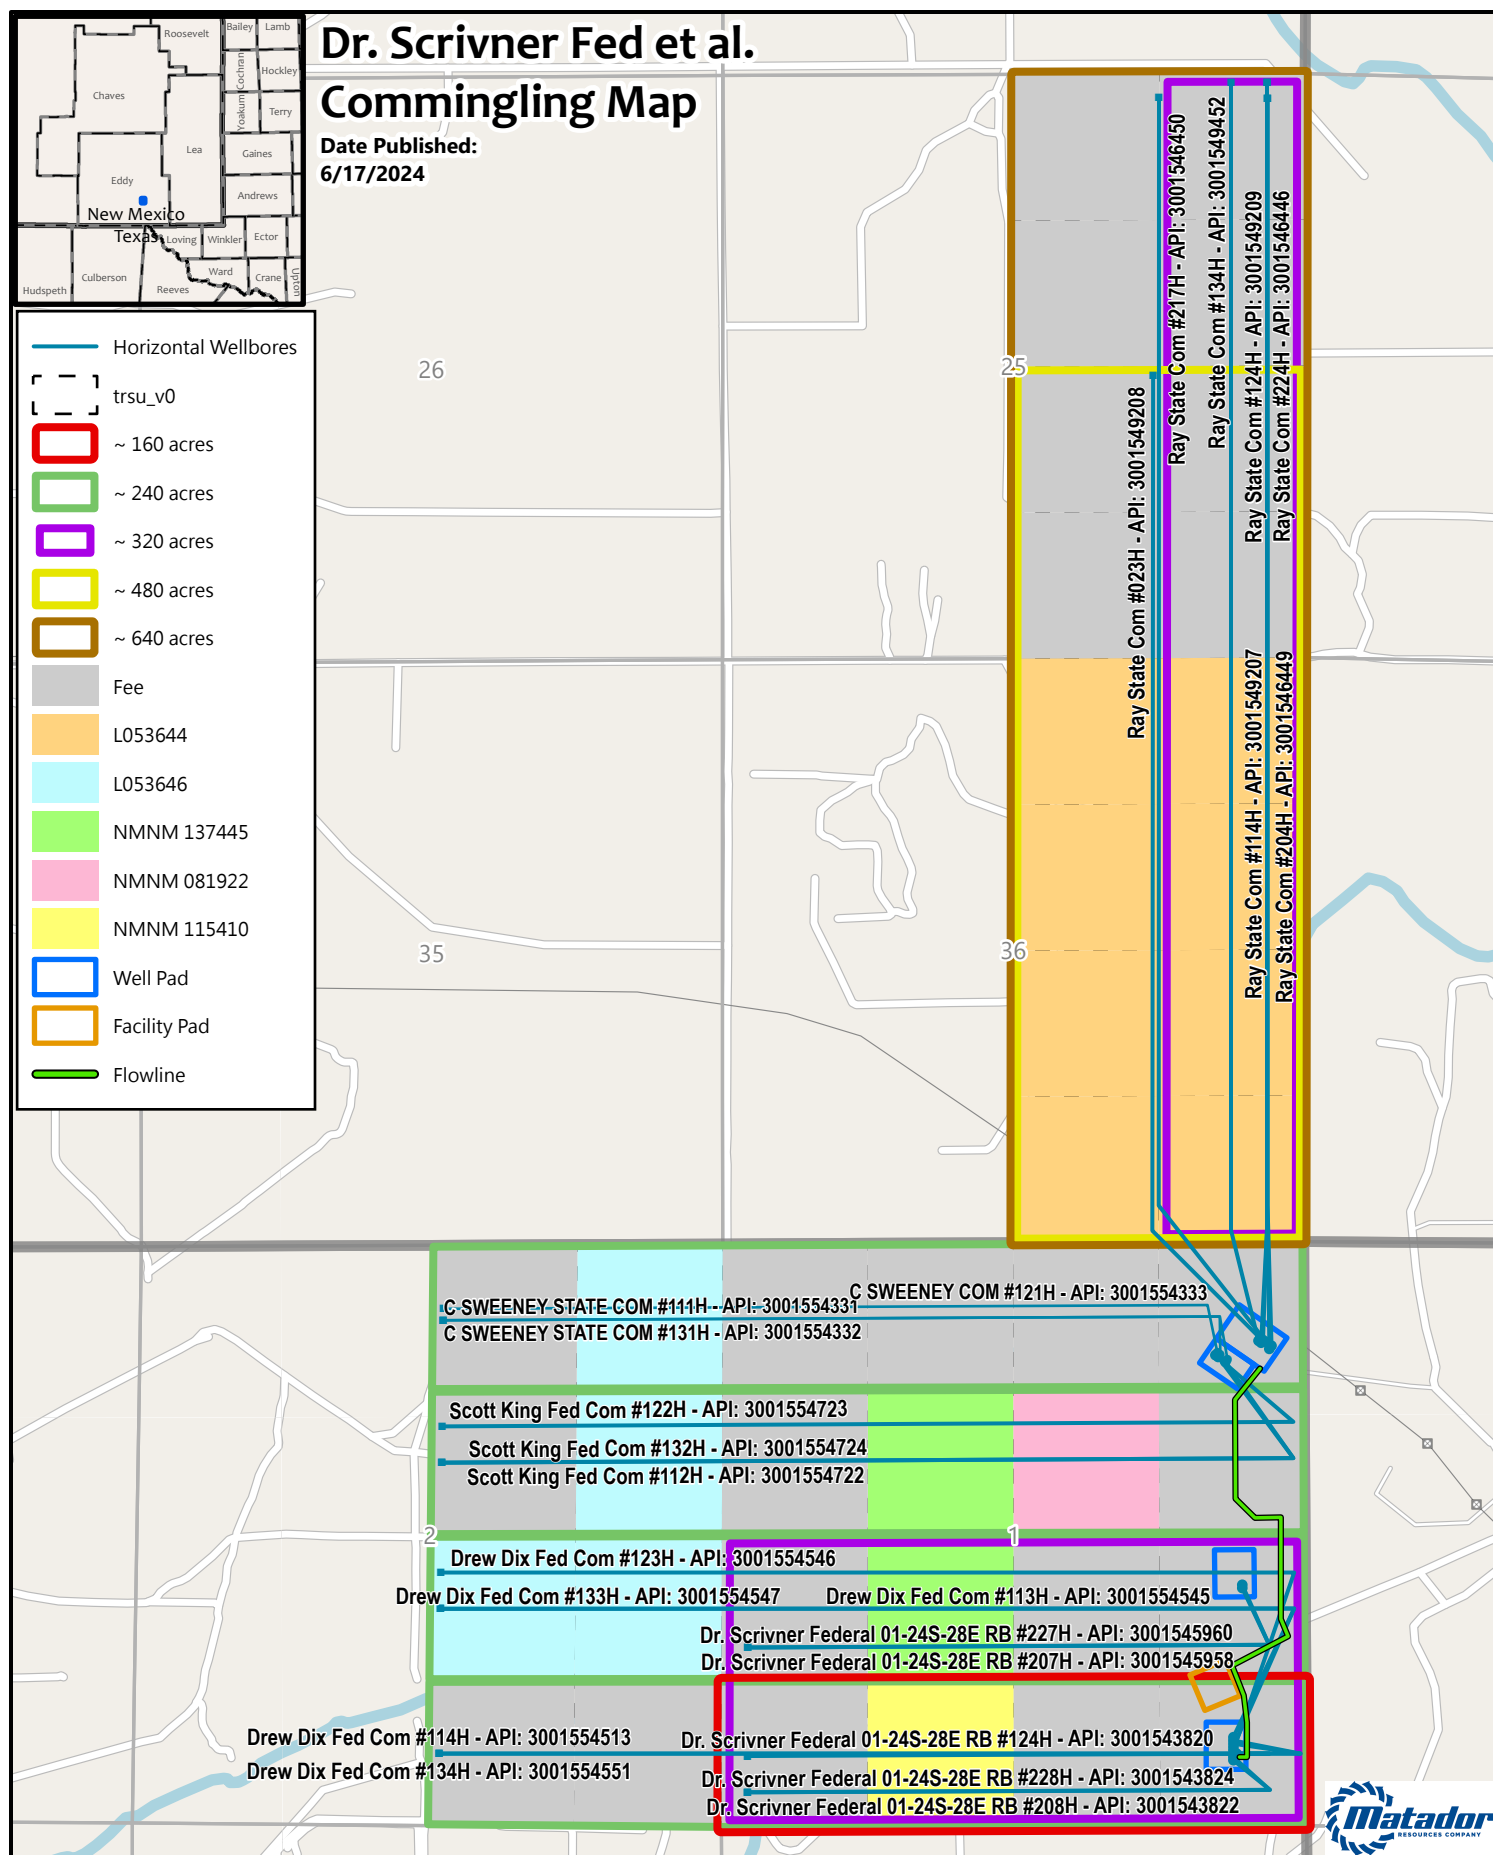 Dr. Scrivner Fed et al.
Commingling Map
Date Published:
6/17/2024
Roosevelt
Bailey
Lamb
Chaves
Cochran
Hockley
Yoakum
Terry
Lea
Gaines
Eddy
Andrews
New Mexico
Texas
Loving
Winkler
Ector
Hudspeth
Culberson
Reeves
Ward
Crane
Upton
Horizontal Wellbores
trsu_v0
~ 160 acres
~ 240 acres
~ 320 acres
~ 480 acres
~ 640 acres
Fee
L053644
L053646
NMNM 137445
NMNM 081922
NMNM 115410
Well Pad
Facility Pad
Flowline
26
25
35
36
2
1
Ray State Com #023H - API: 3001549208
Ray State Com #217H - API: 3001546450
Ray State Com #134H - API: 3001549452
Ray State Com #124H - API: 3001549209
Ray State Com #224H - API: 3001546446
Ray State Com #114H - API: 3001549207
Ray State Com #204H - API: 3001546449
C SWEENEY COM #121H - API: 3001554333
C SWEENEY STATE COM #111H - API: 3001554331
C SWEENEY STATE COM #131H - API: 3001554332
Scott King Fed Com #122H - API: 3001554723
Scott King Fed Com #132H - API: 3001554724
Scott King Fed Com #112H - API: 3001554722
Drew Dix Fed Com #123H - API: 3001554546
Drew Dix Fed Com #133H - API: 3001554547
Drew Dix Fed Com #113H - API: 3001554545
Dr. Scrivner Federal 01-24S-28E RB #227H - API: 3001545960
Dr. Scrivner Federal 01-24S-28E RB #207H - API: 3001545958
Drew Dix Fed Com #114H - API: 3001554513
Dr. Scrivner Federal 01-24S-28E RB #124H - API: 3001543820
Drew Dix Fed Com #134H - API: 3001554551
Dr. Scrivner Federal 01-24S-28E RB #228H - API: 3001543824
Dr. Scrivner Federal 01-24S-28E RB #208H - API: 3001543822
Matador
RESOURCES COMPANY